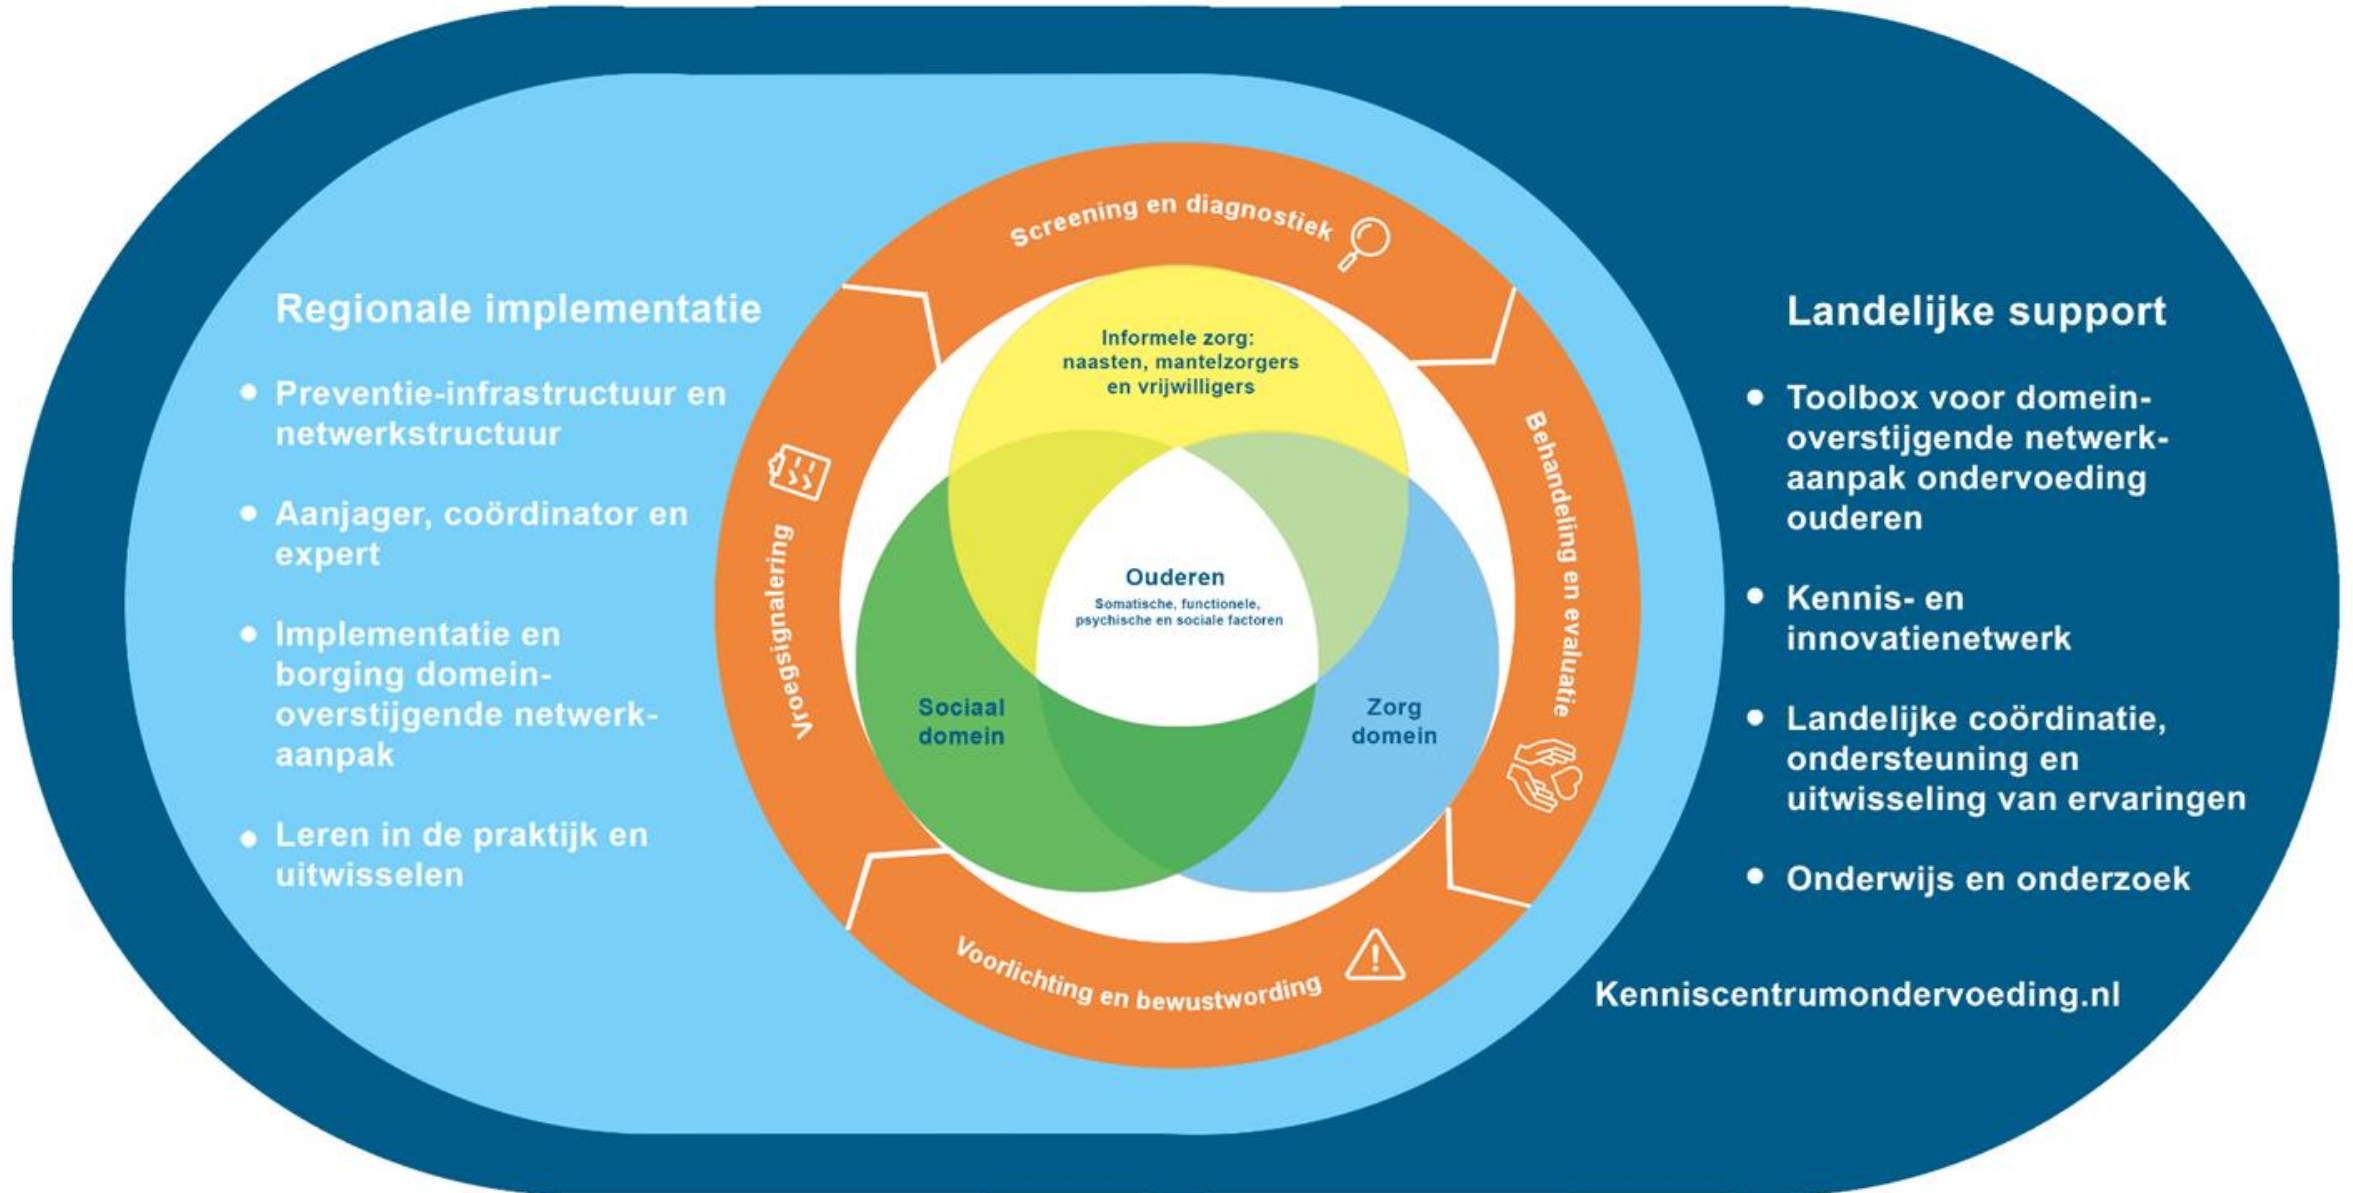 Regionale implementatie
Preventie-infrastructuur en
netwerkstructuur
Aanjager, coördinator en
expert
Implementatie en
borging domein-
overstijgende netwerk-
aanpak
Leren in de praktijk en
uitwisselen
Screening en diagnostiek
Behandeling en evaluatie
Voorlichting en bewustwording
Vroegsignalering
Informele zorg:
naasten, mantelzorgers
en vrijwilligers
Ouderen
Somatische, functionele,
psychische en sociale factoren
Sociaal
domein
Zorg
domein
Landelijke support
Toolbox voor domein-
overstijgende netwerk-
aanpak ondervoeding
ouderen
Kennis- en
innovatienetwerk
Landelijke coördinatie,
ondersteuning en
uitwisseling van ervaringen
Onderwijs en onderzoek
Kenniscentrumondervoeding.nl